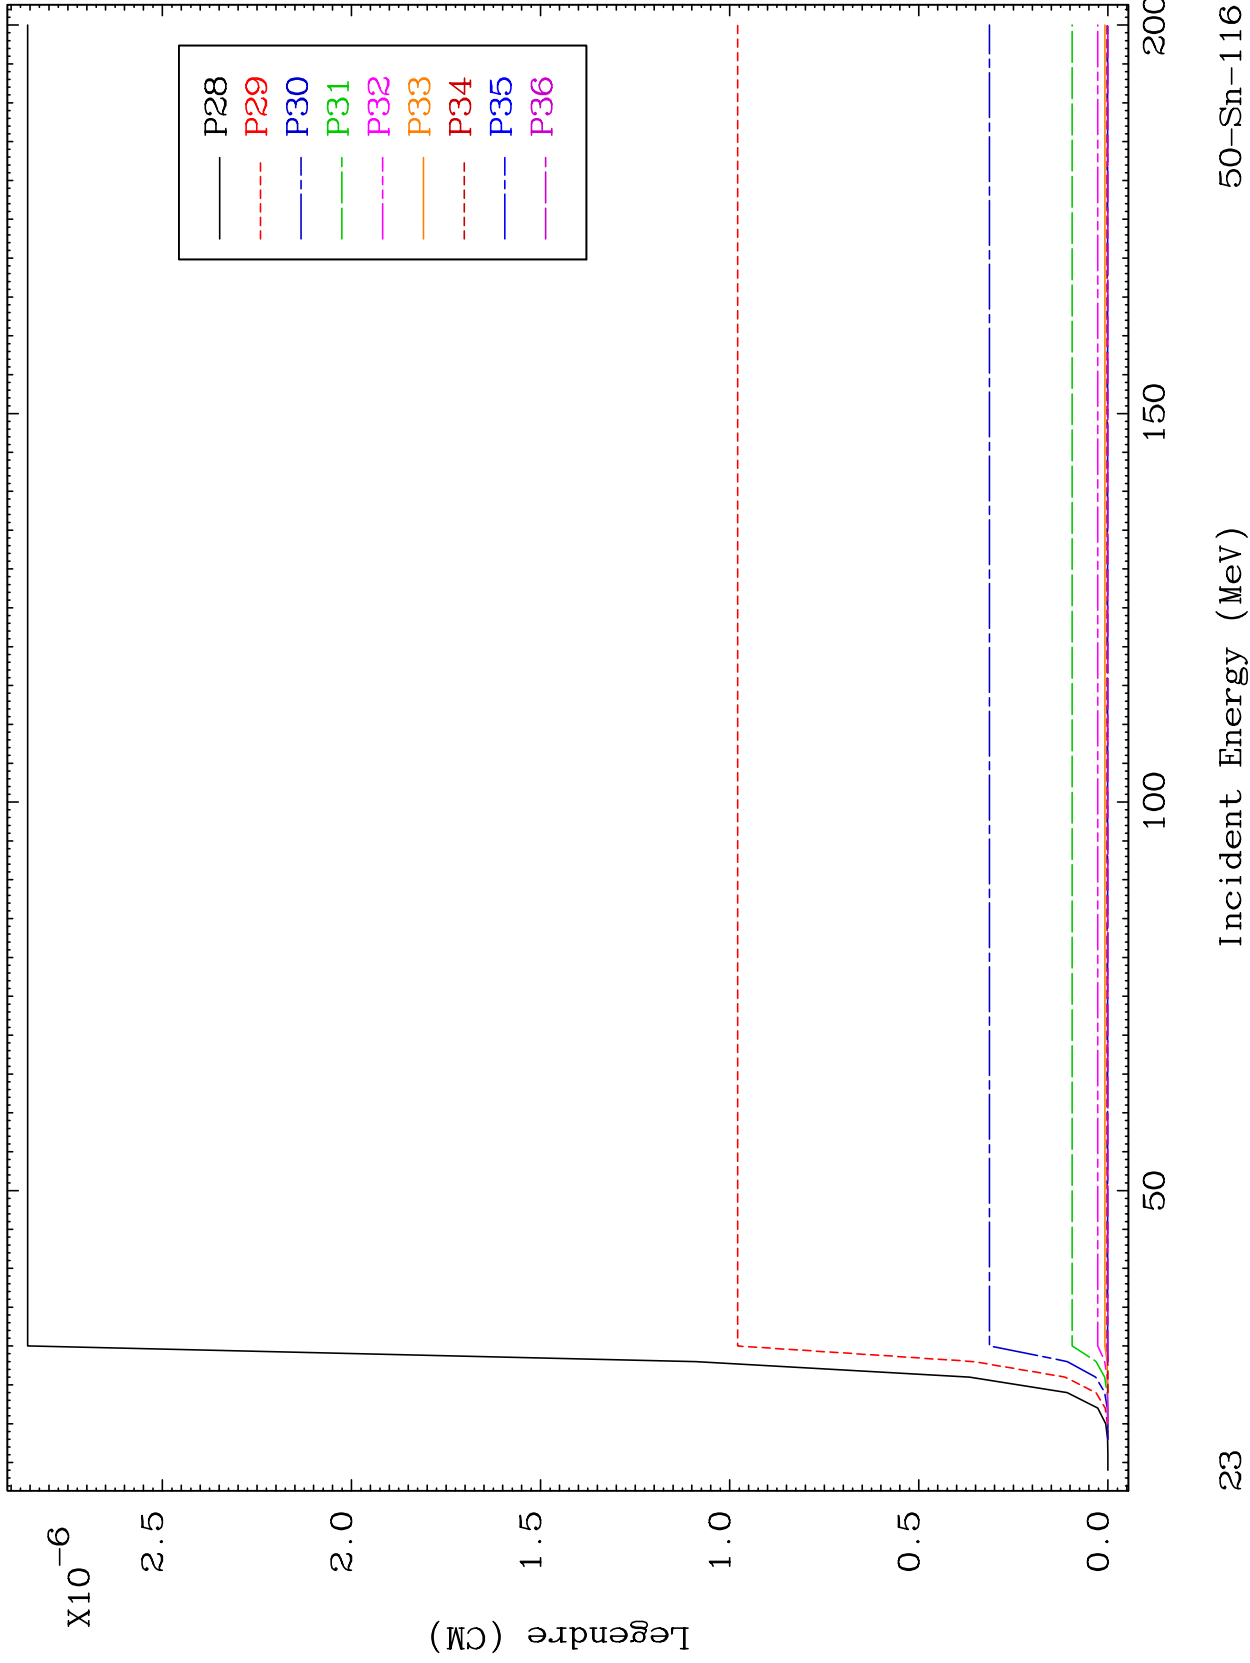 X10-6
2.5
2.0
1.5
1.0
0.5
0.0
Legendre (CM)
P28
P29
P30
P31
P32
P33
P34
P35
P36
50
100
150
200
Incident Energy (MeV)
23
50-Sn-116